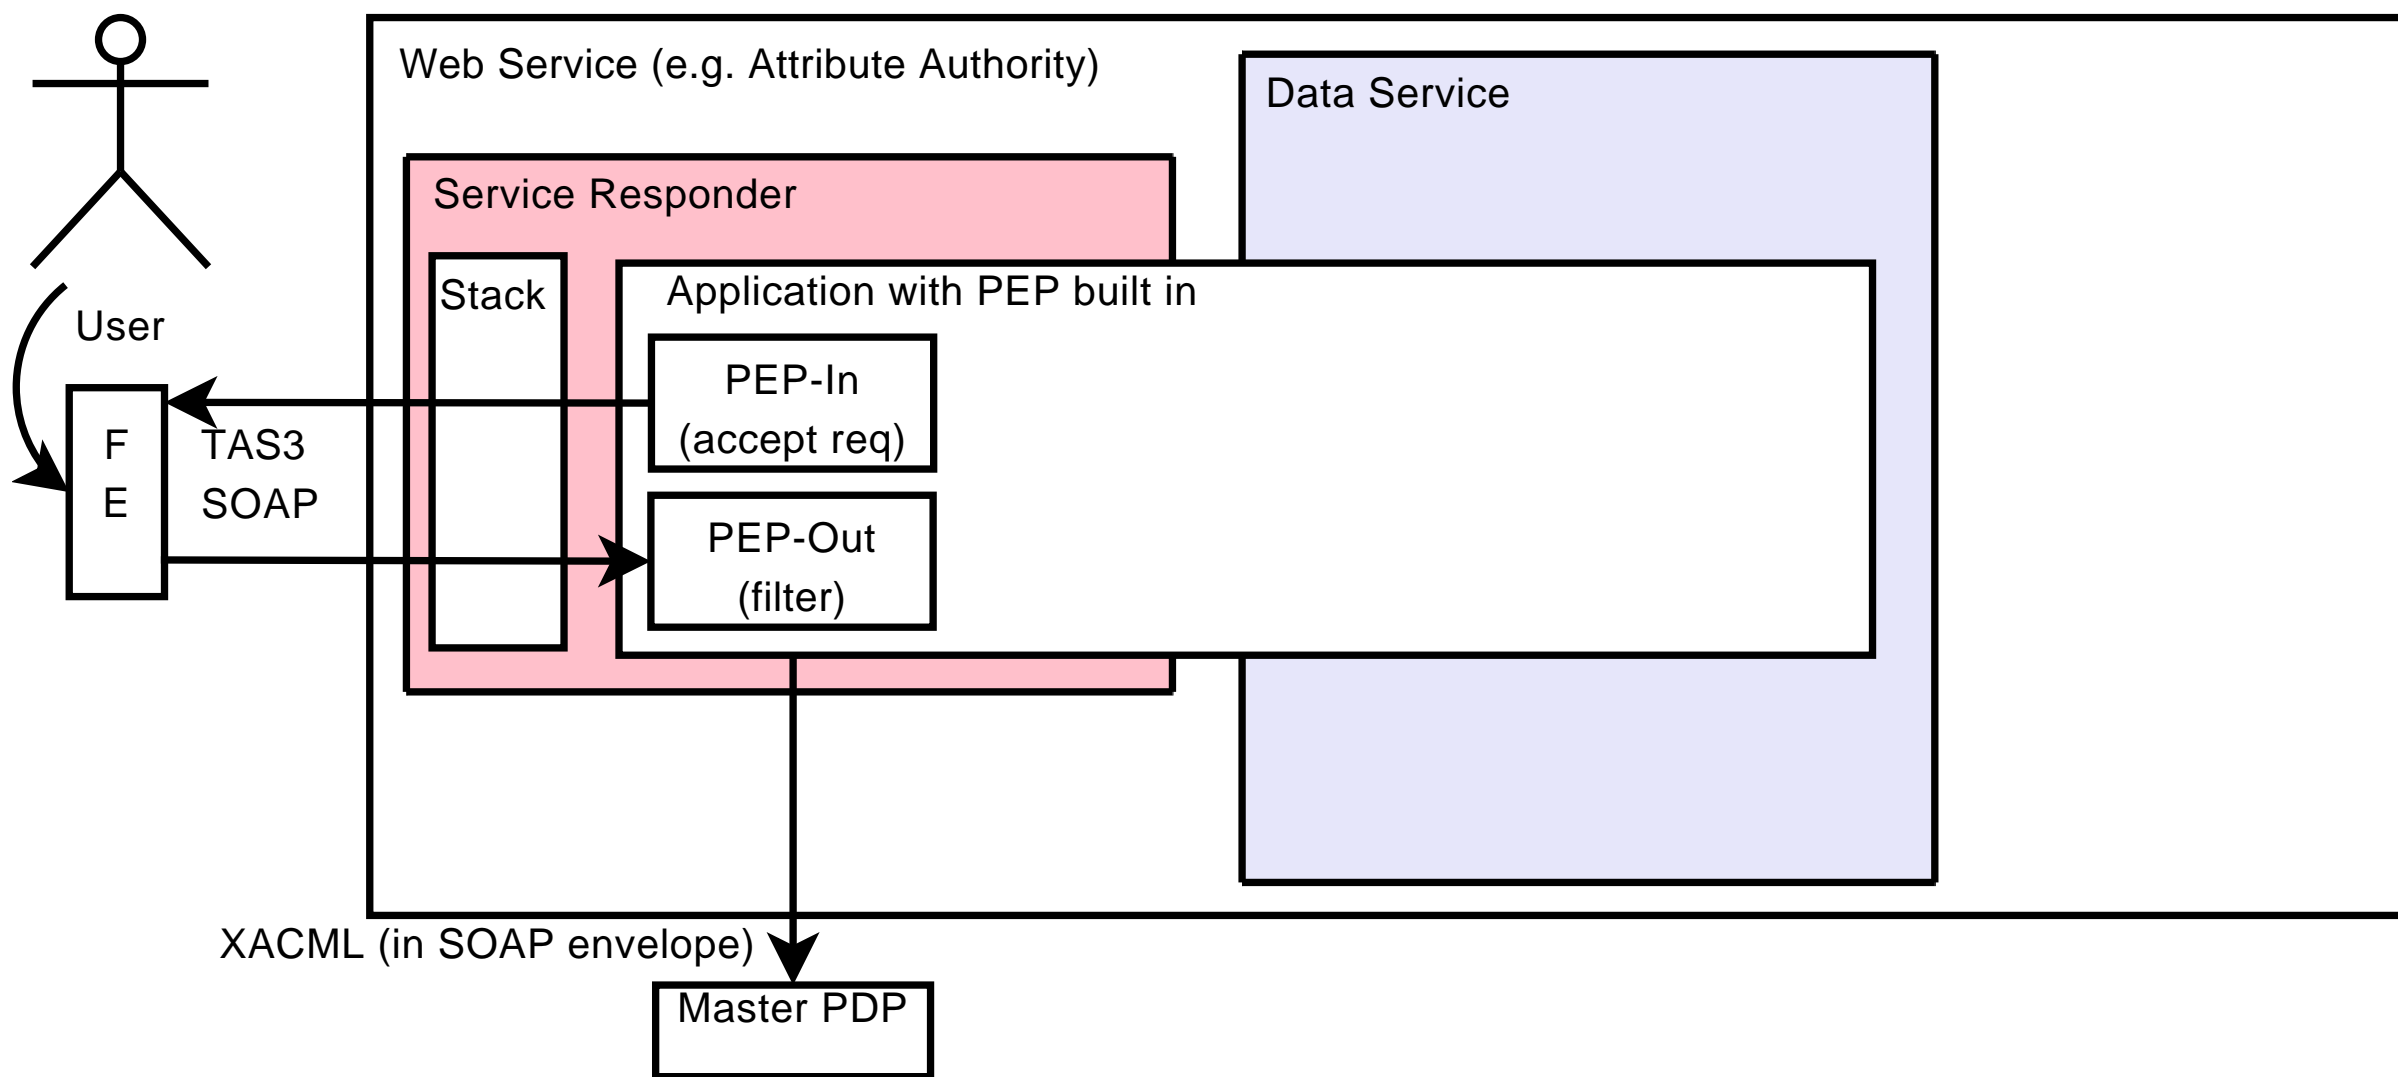 Web Service (e.g. Attribute Authority)
Data Service
Service Responder
Stack
Application with PEP built in
User
PEP-In
(accept req)
F
E
TAS3
SOAP
PEP-Out
(filter)
XACML (in SOAP envelope)
Master PDP